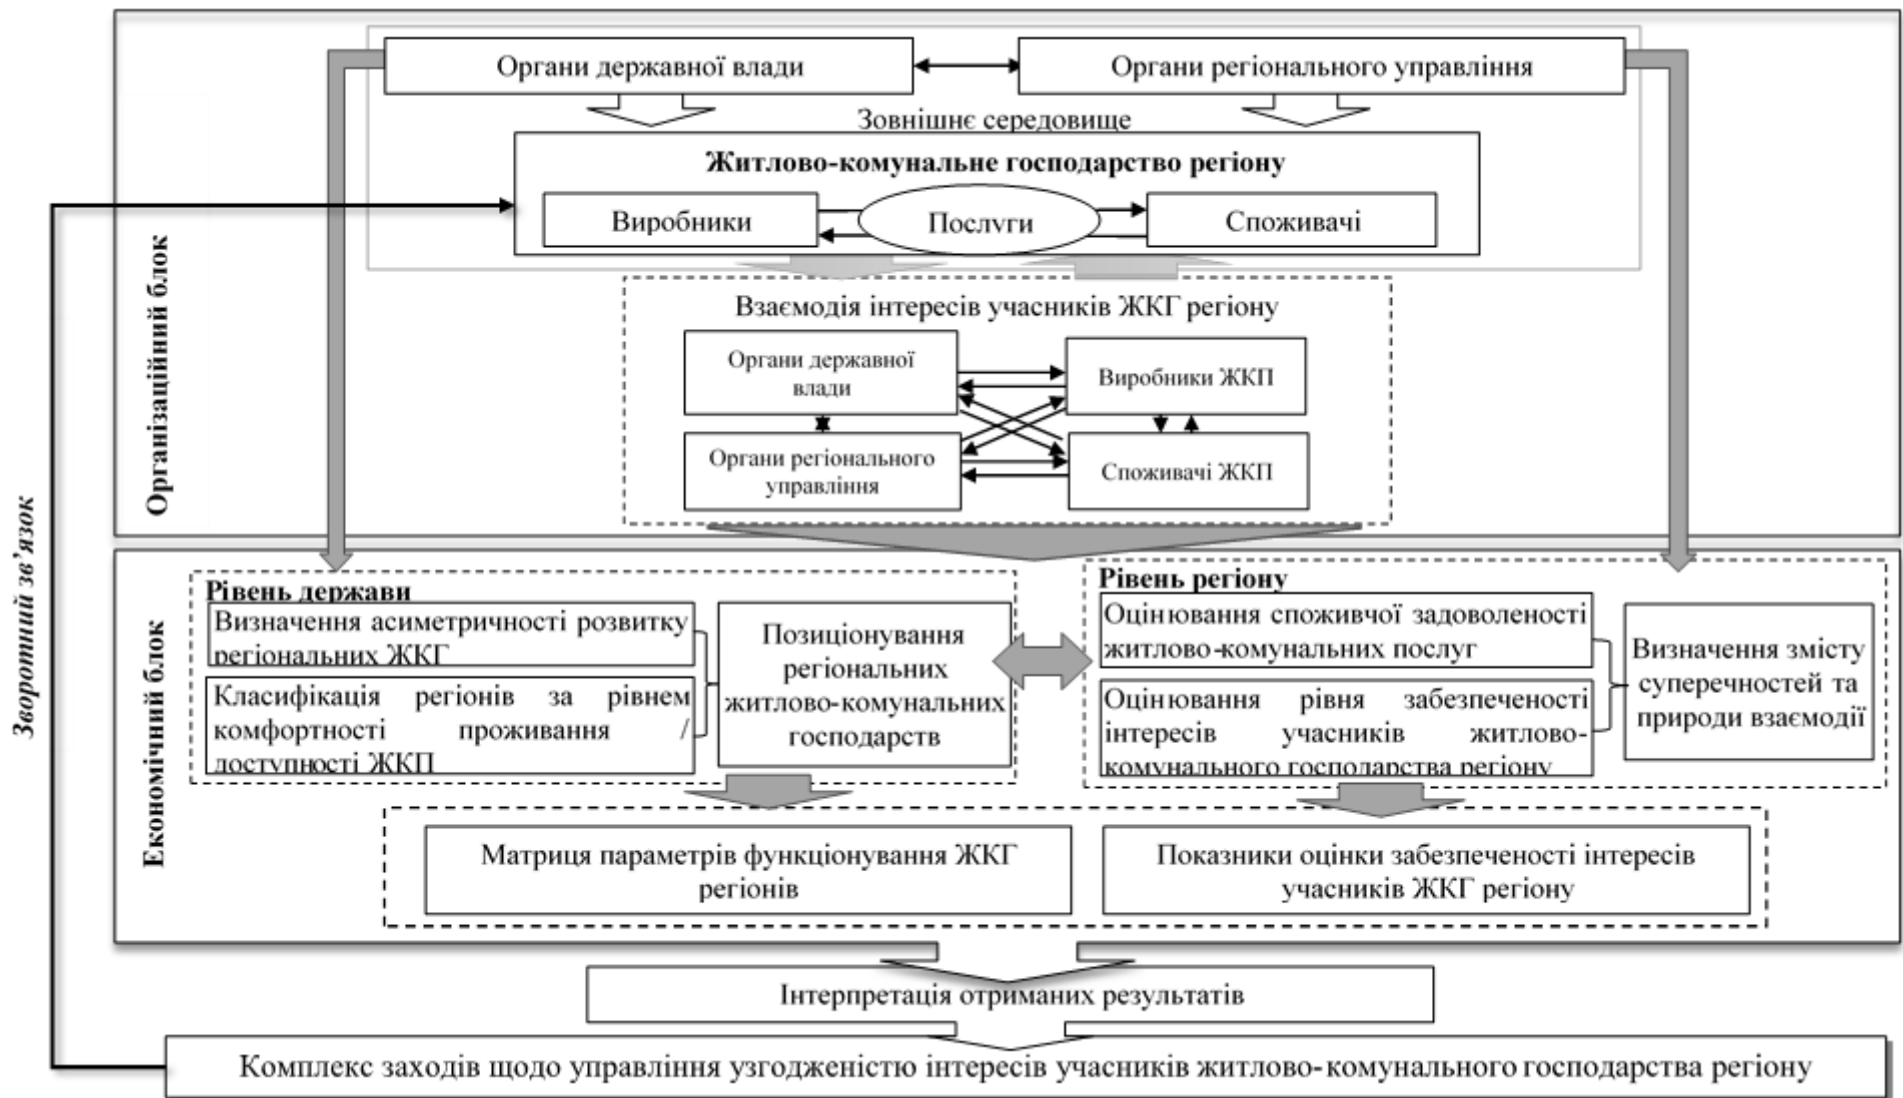 Органи державної влади
Органи регіонального управління
Зовнішнє середовище
Житлово-комунальне господарство регіону
Виробники
Послуги
Споживачі
Організаційний блок
Взаємодія інтересів учасників ЖКГ регіону
Органи державної
влади
Виробники ЖКП
Органи регіонального
управління
Споживачі ЖКП
Зворотний зв’язок
Економічний блок
Рівень держави
Визначення асиметричності розвитку
регіональних ЖКГ
Класифікація регіонів за рівнем
комфортності проживання /
доступності ЖКП
Позиціонування
регіональних
житлово-комунальних
господарств
Рівень регіону
Оцінювання споживчої задоволеності
житлово-комунальних послуг
Оцінювання рівня забезпеченості
інтересів учасників житлово-
комунального господарства регіону
Визначення змісту
суперечностей та
природи взаємодії
Матриця параметрів функціонування ЖКГ
регіонів
Показники оцінки забезпеченості інтересів
учасників ЖКГ регіону
Інтерпретація отриманих результатів
Комплекс заходів щодо управління узгодженістю інтересів учасників житлово-комунального господарства регіону